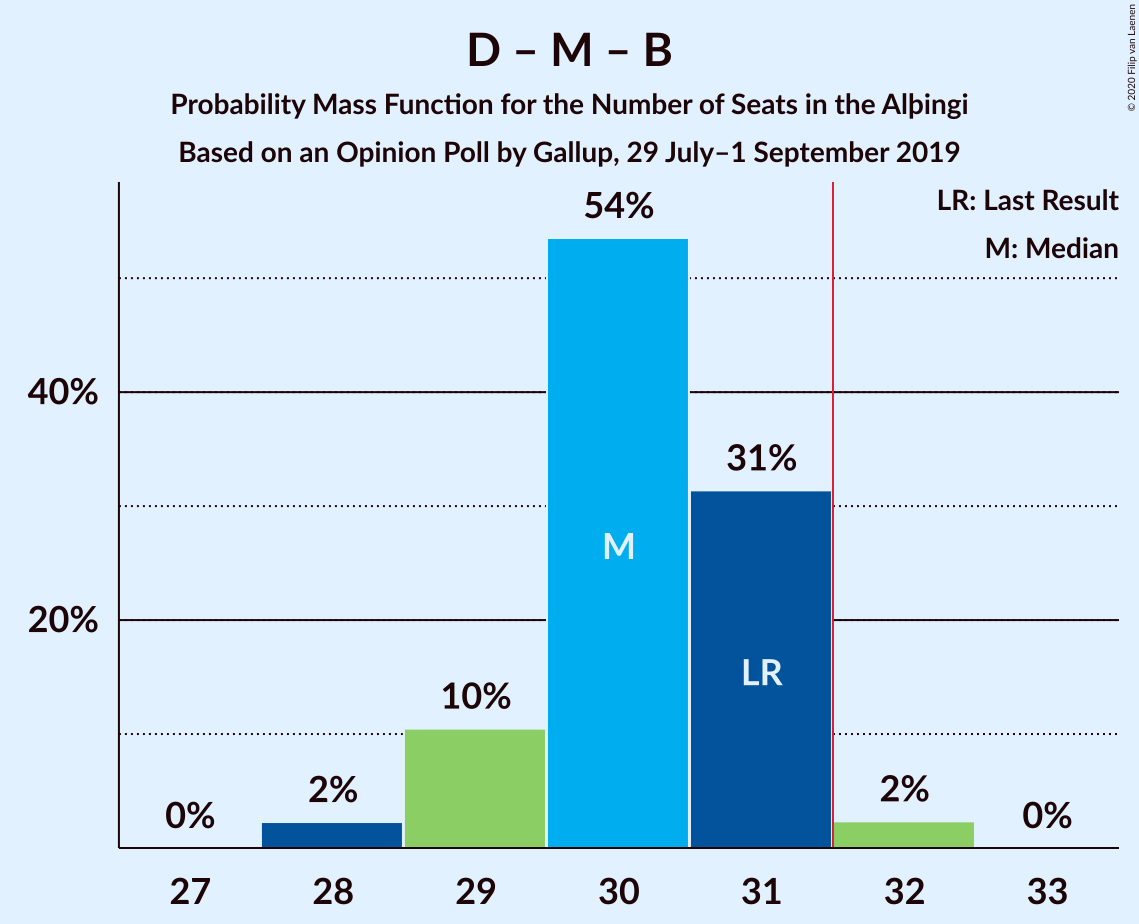 D – M – B
Probability Mass Function for the Number of Seats in the Alþingi
Based on an Opinion Poll by Gallup, 29 July–1 September 2019
© 2020 Filip van Laenen
LR: Last Result
M: Median
54%
40%
31%
M
20%
LR
10%
2%
2%
0%
0%
27 28 29 30 31 32 33